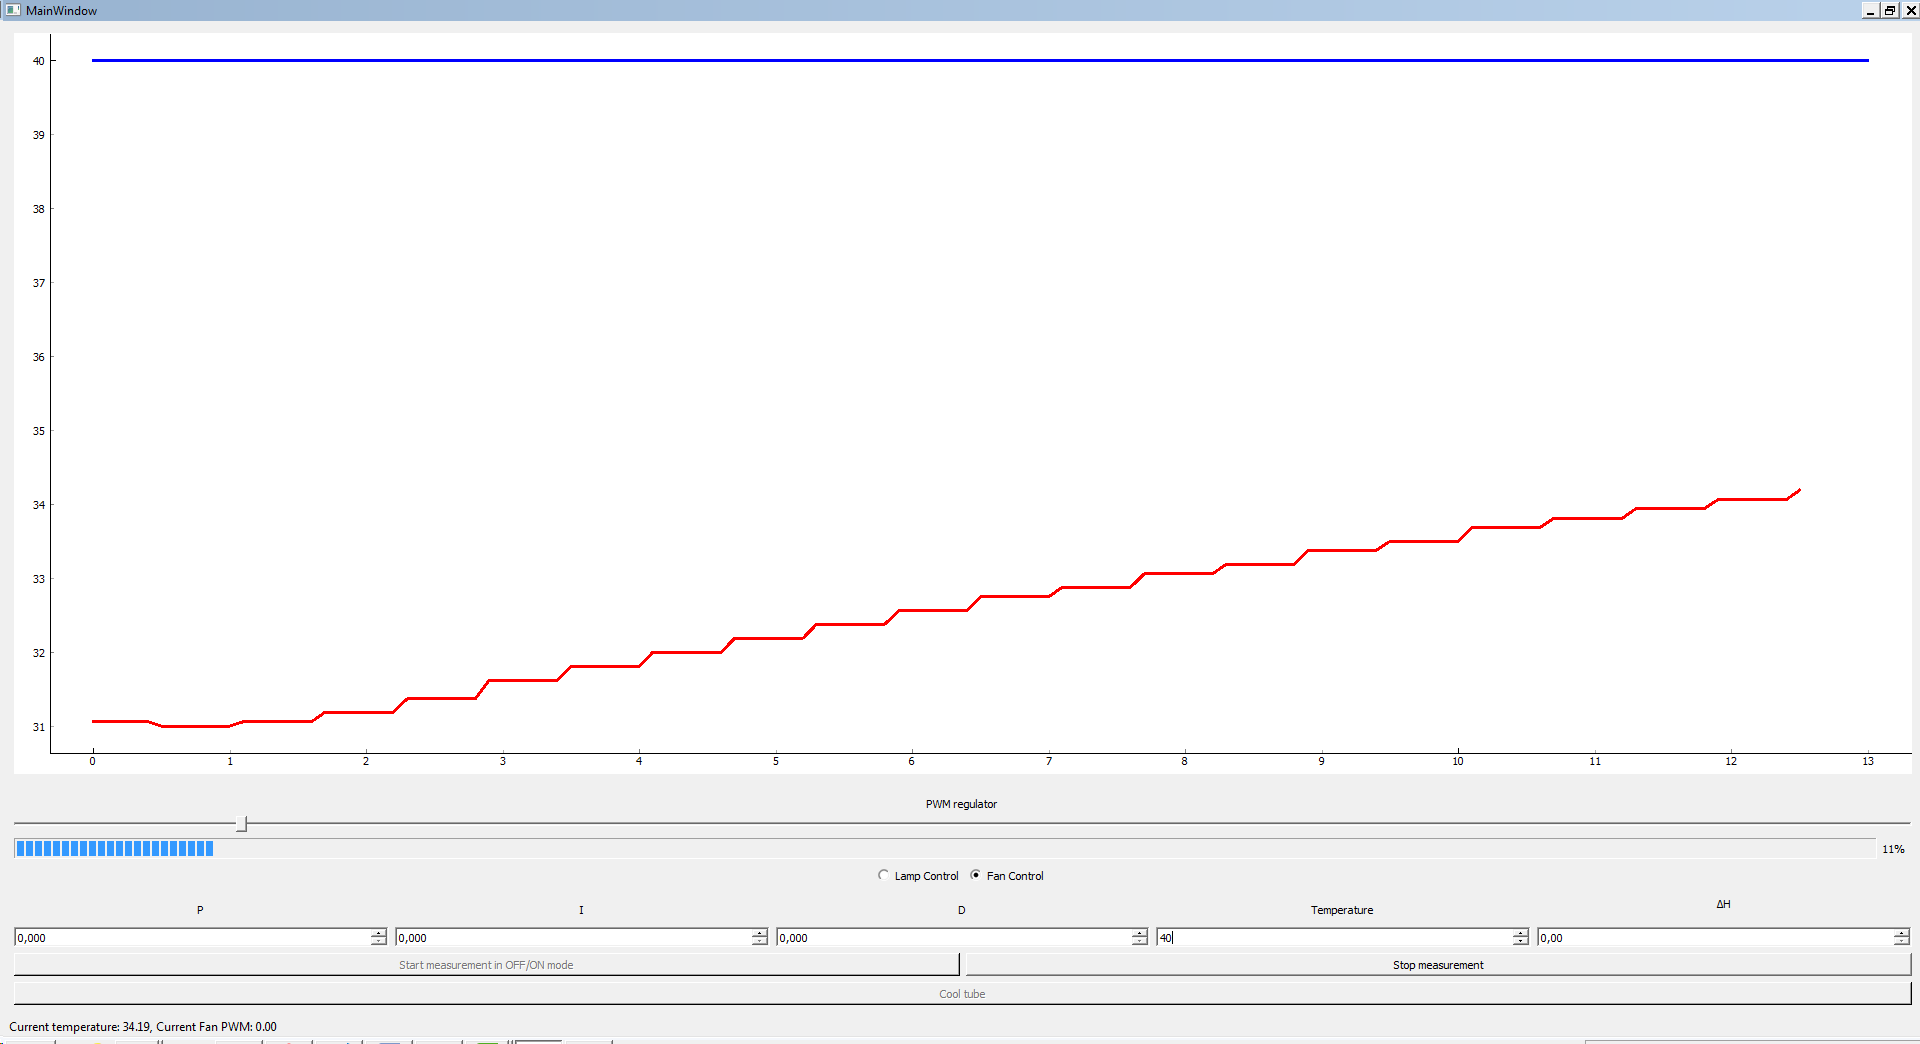 MainWindow
40
39
38
37
36
35
34
33
32
31
0 1 2 3 4 5 6 7 8 9 10 11 12 13
PWM regulator
11%
Lamp Control Fan Control
P I D Temperature ΔH
0,000 0,000 0,000 40 0,00
Start measurement in OFF/ON mode Stop measurement
Cool tube
Current temperature: 34.19, Current Fan PWM: 0.00